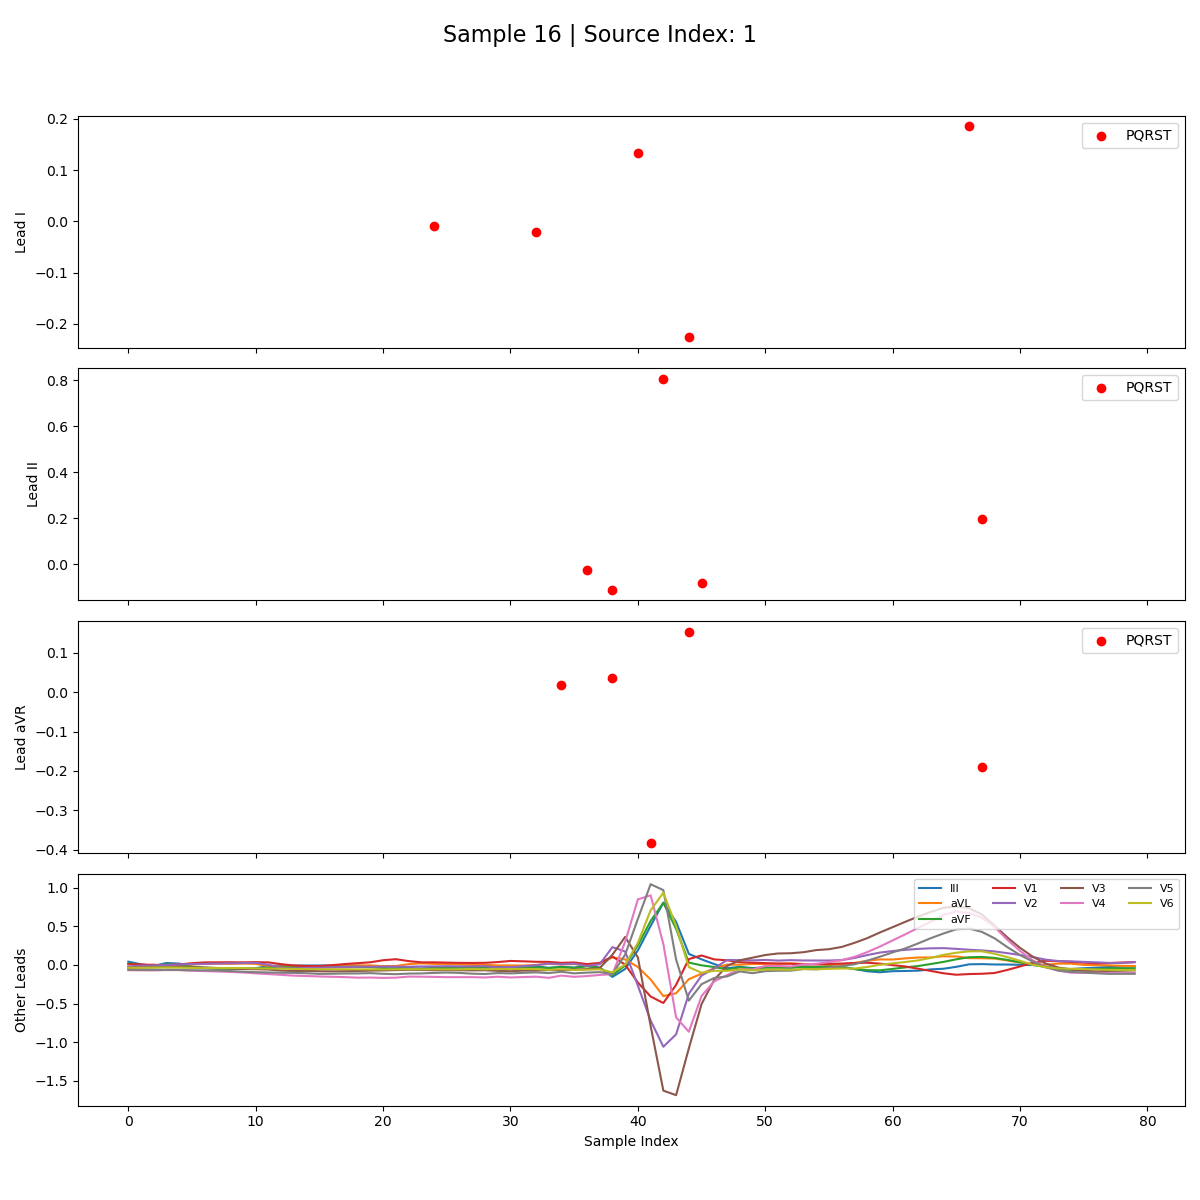 Sample 16 | Source Index: 1
0.2
0.1
0.0
−0.1
−0.2
Lead I
PQRST
0.8
0.6
0.4
0.2
0.0
Lead II
PQRST
0.1
0.0
−0.1
−0.2
−0.3
−0.4
Lead aVR
PQRST
1.0
0.5
0.0
−0.5
−1.0
−1.5
Other Leads
III V1 V3 V5
aVL V2 V4 V6
aVF
0 10 20 30 40 50 60 70 80
Sample Index